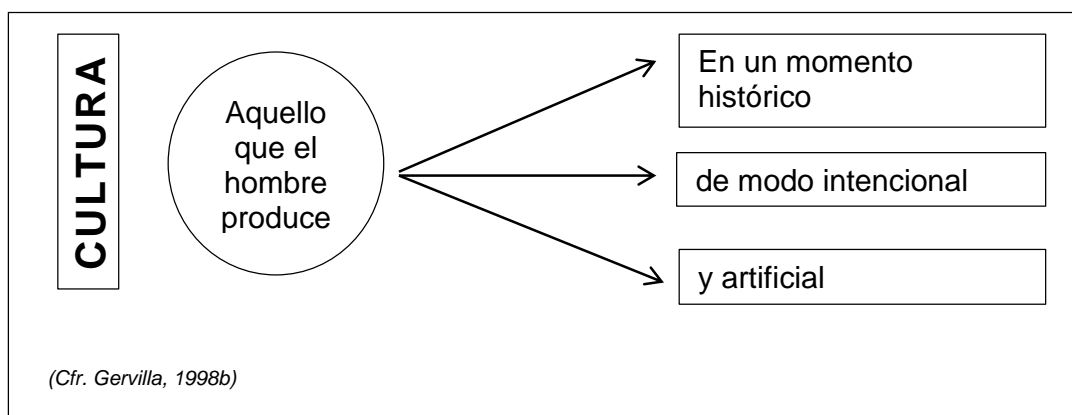 CULTURA
Aquello
que el
hombre
produce
En un momento
histórico
de modo intencional
y artificial
(Cfr. Gervilla, 1998b)